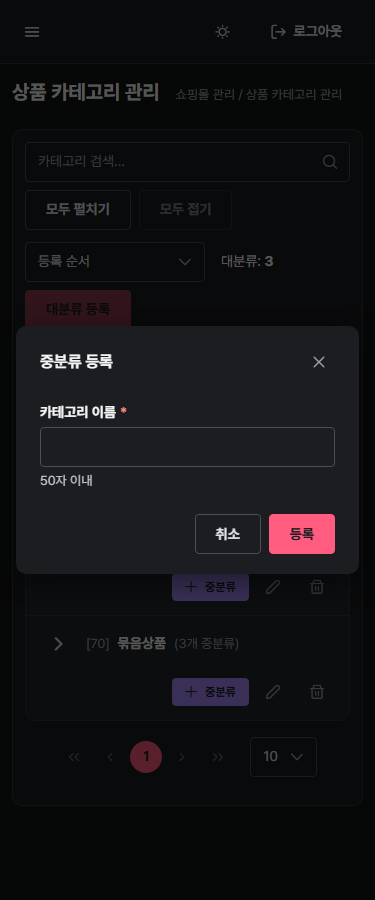 로그아웃
상품 카테고리 관리 쇼핑몰 관리 / 상품 카테고리 관리
카테고리 검색...
모두 펼치기 모두 접기
등록 순서 대분류: 3
대분류 등록
중분류 등록
카테고리 이름 *
50자 이내
취소 등록
중분류
[70] 묶음상품 (3개 중분류)
중분류
1 10